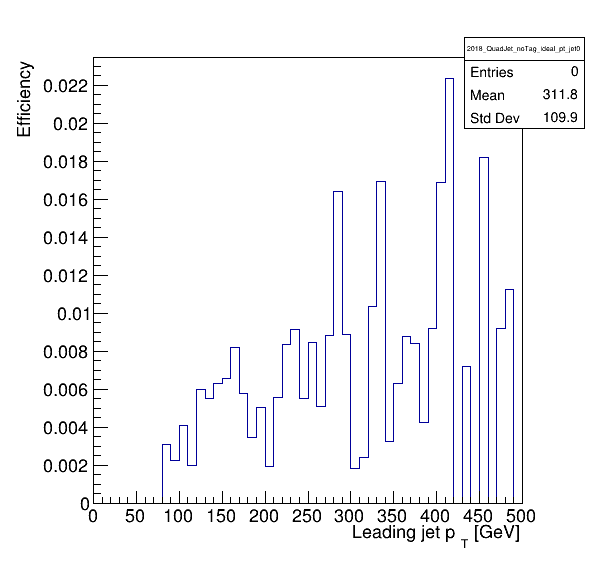 2018_QuadJet_noTag_ideal_pt_jet0
Entries 0
Mean 311.8
Std Dev 109.9
Efficiency
0.022
0.02
0.018
0.016
0.014
0.012
0.01
0.008
0.006
0.004
0.002
0
0 50 100 150 200 250 300 350 400 450 500
Leading jet p T [GeV]